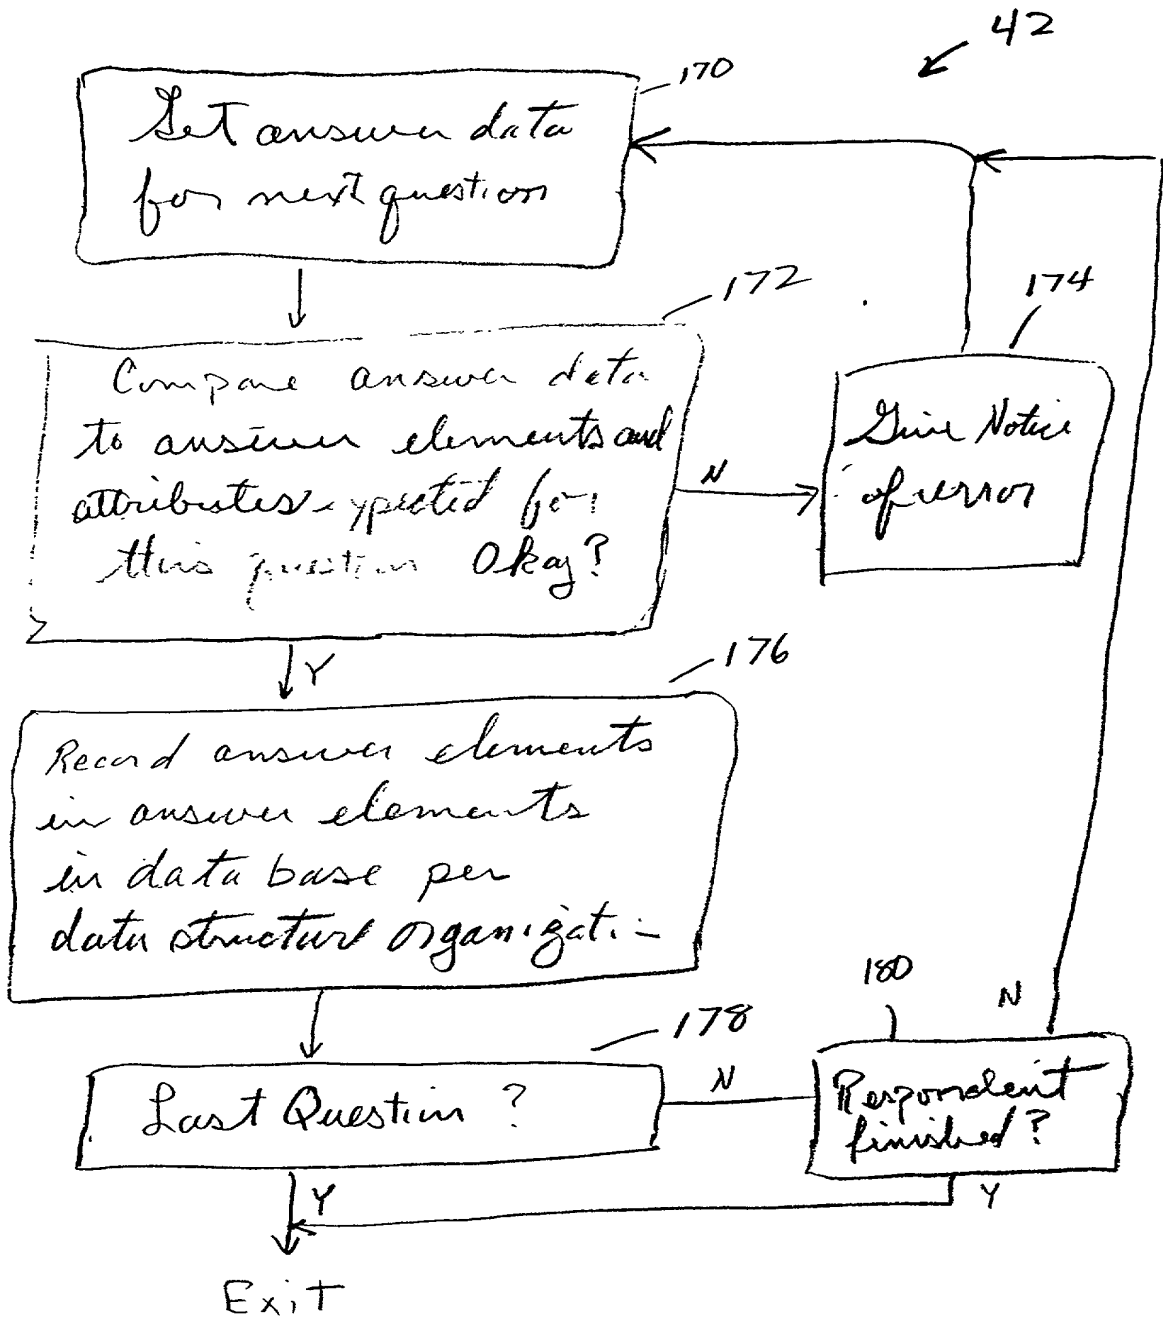 42
170
Get answer data
for next question
172
Compare answer data
to answer elements and
attributes expected for
this question Okay?
N
174
Give Notice
of error
Y
176
Record answer elements
in answer elements
in data base per
data structure organizati
178
Last Question?
N
180
N
Respondent
finished?
Y
Y
Exit